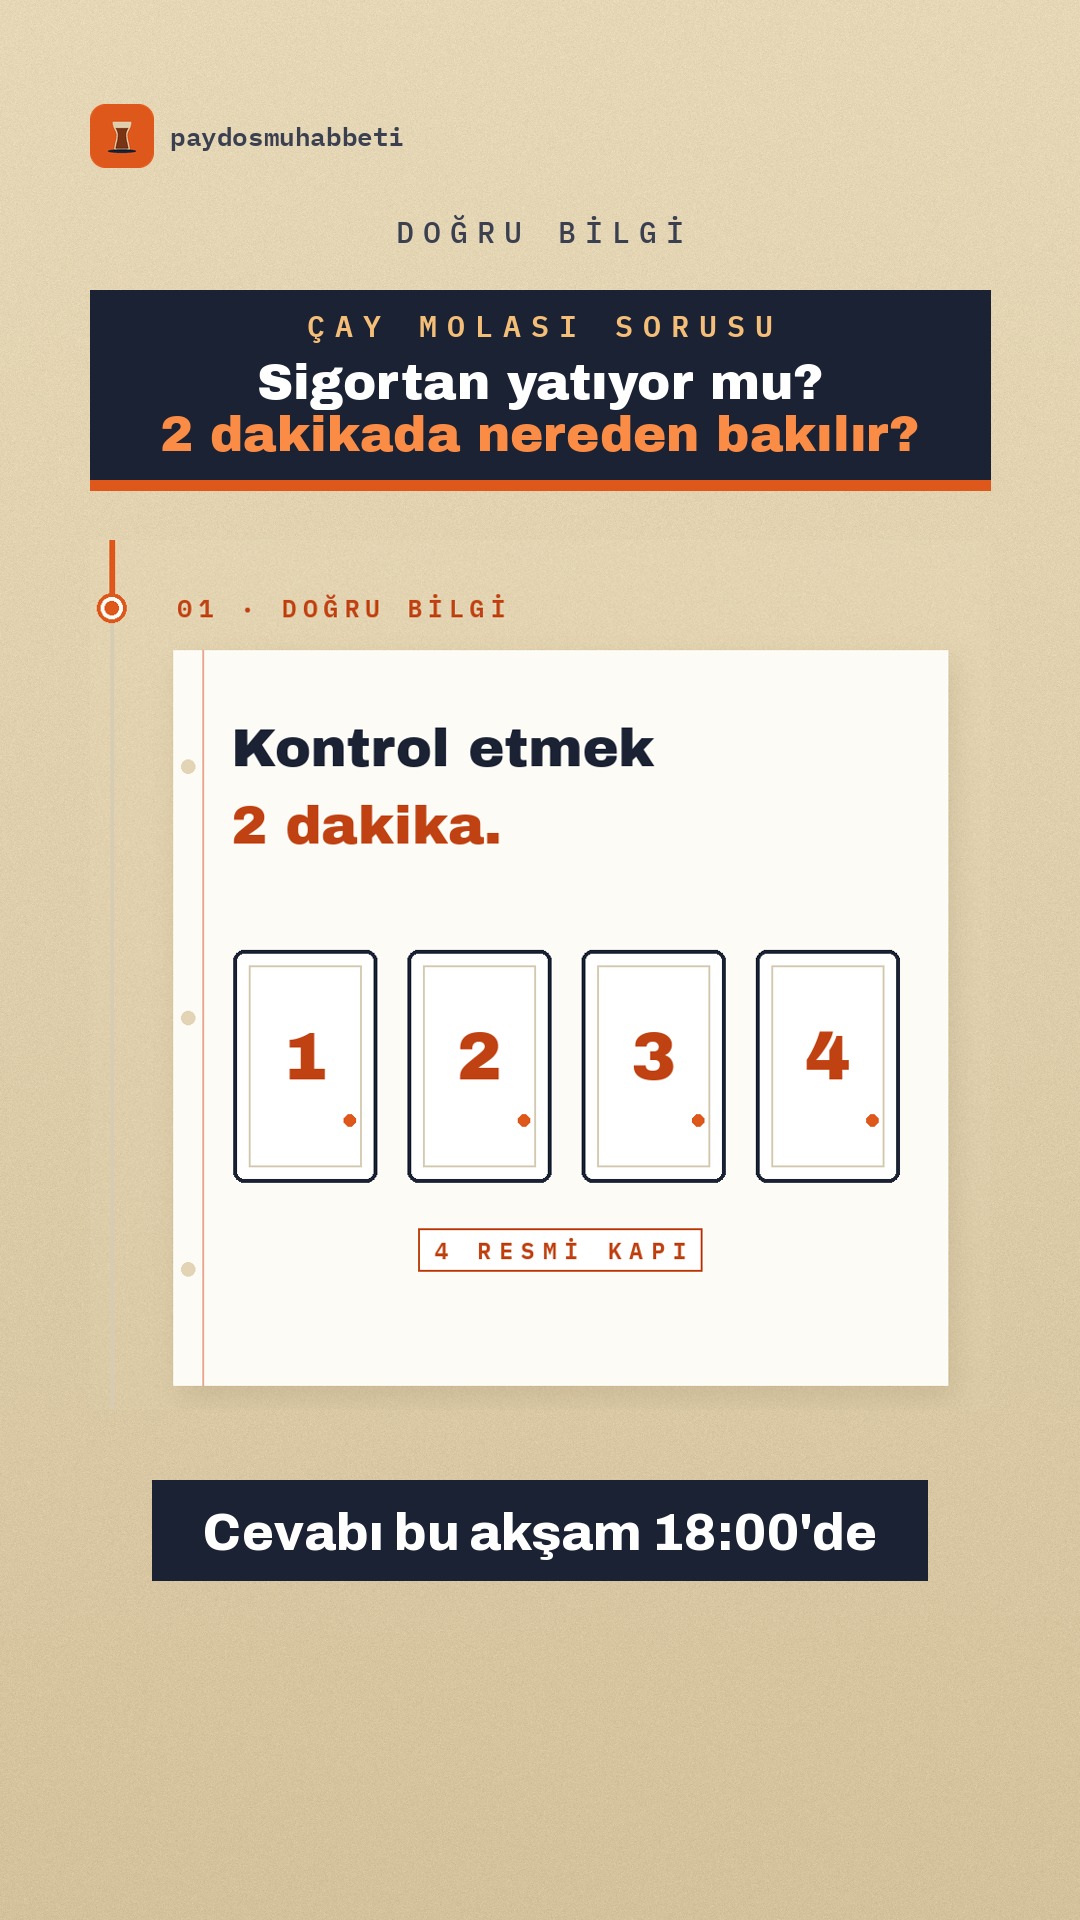 paydosmuhabbeti
DOĞRU BİLGİ
ÇAY MOLASI SORUSU
Sigortan yatıyor mu?
2 dakikada nereden bakılır?
01 · DOĞRU BİLGİ
Kontrol etmek
2 dakika.
1 2 3 4
4 RESMİ KAPI
Cevabı bu akşam 18:00'de